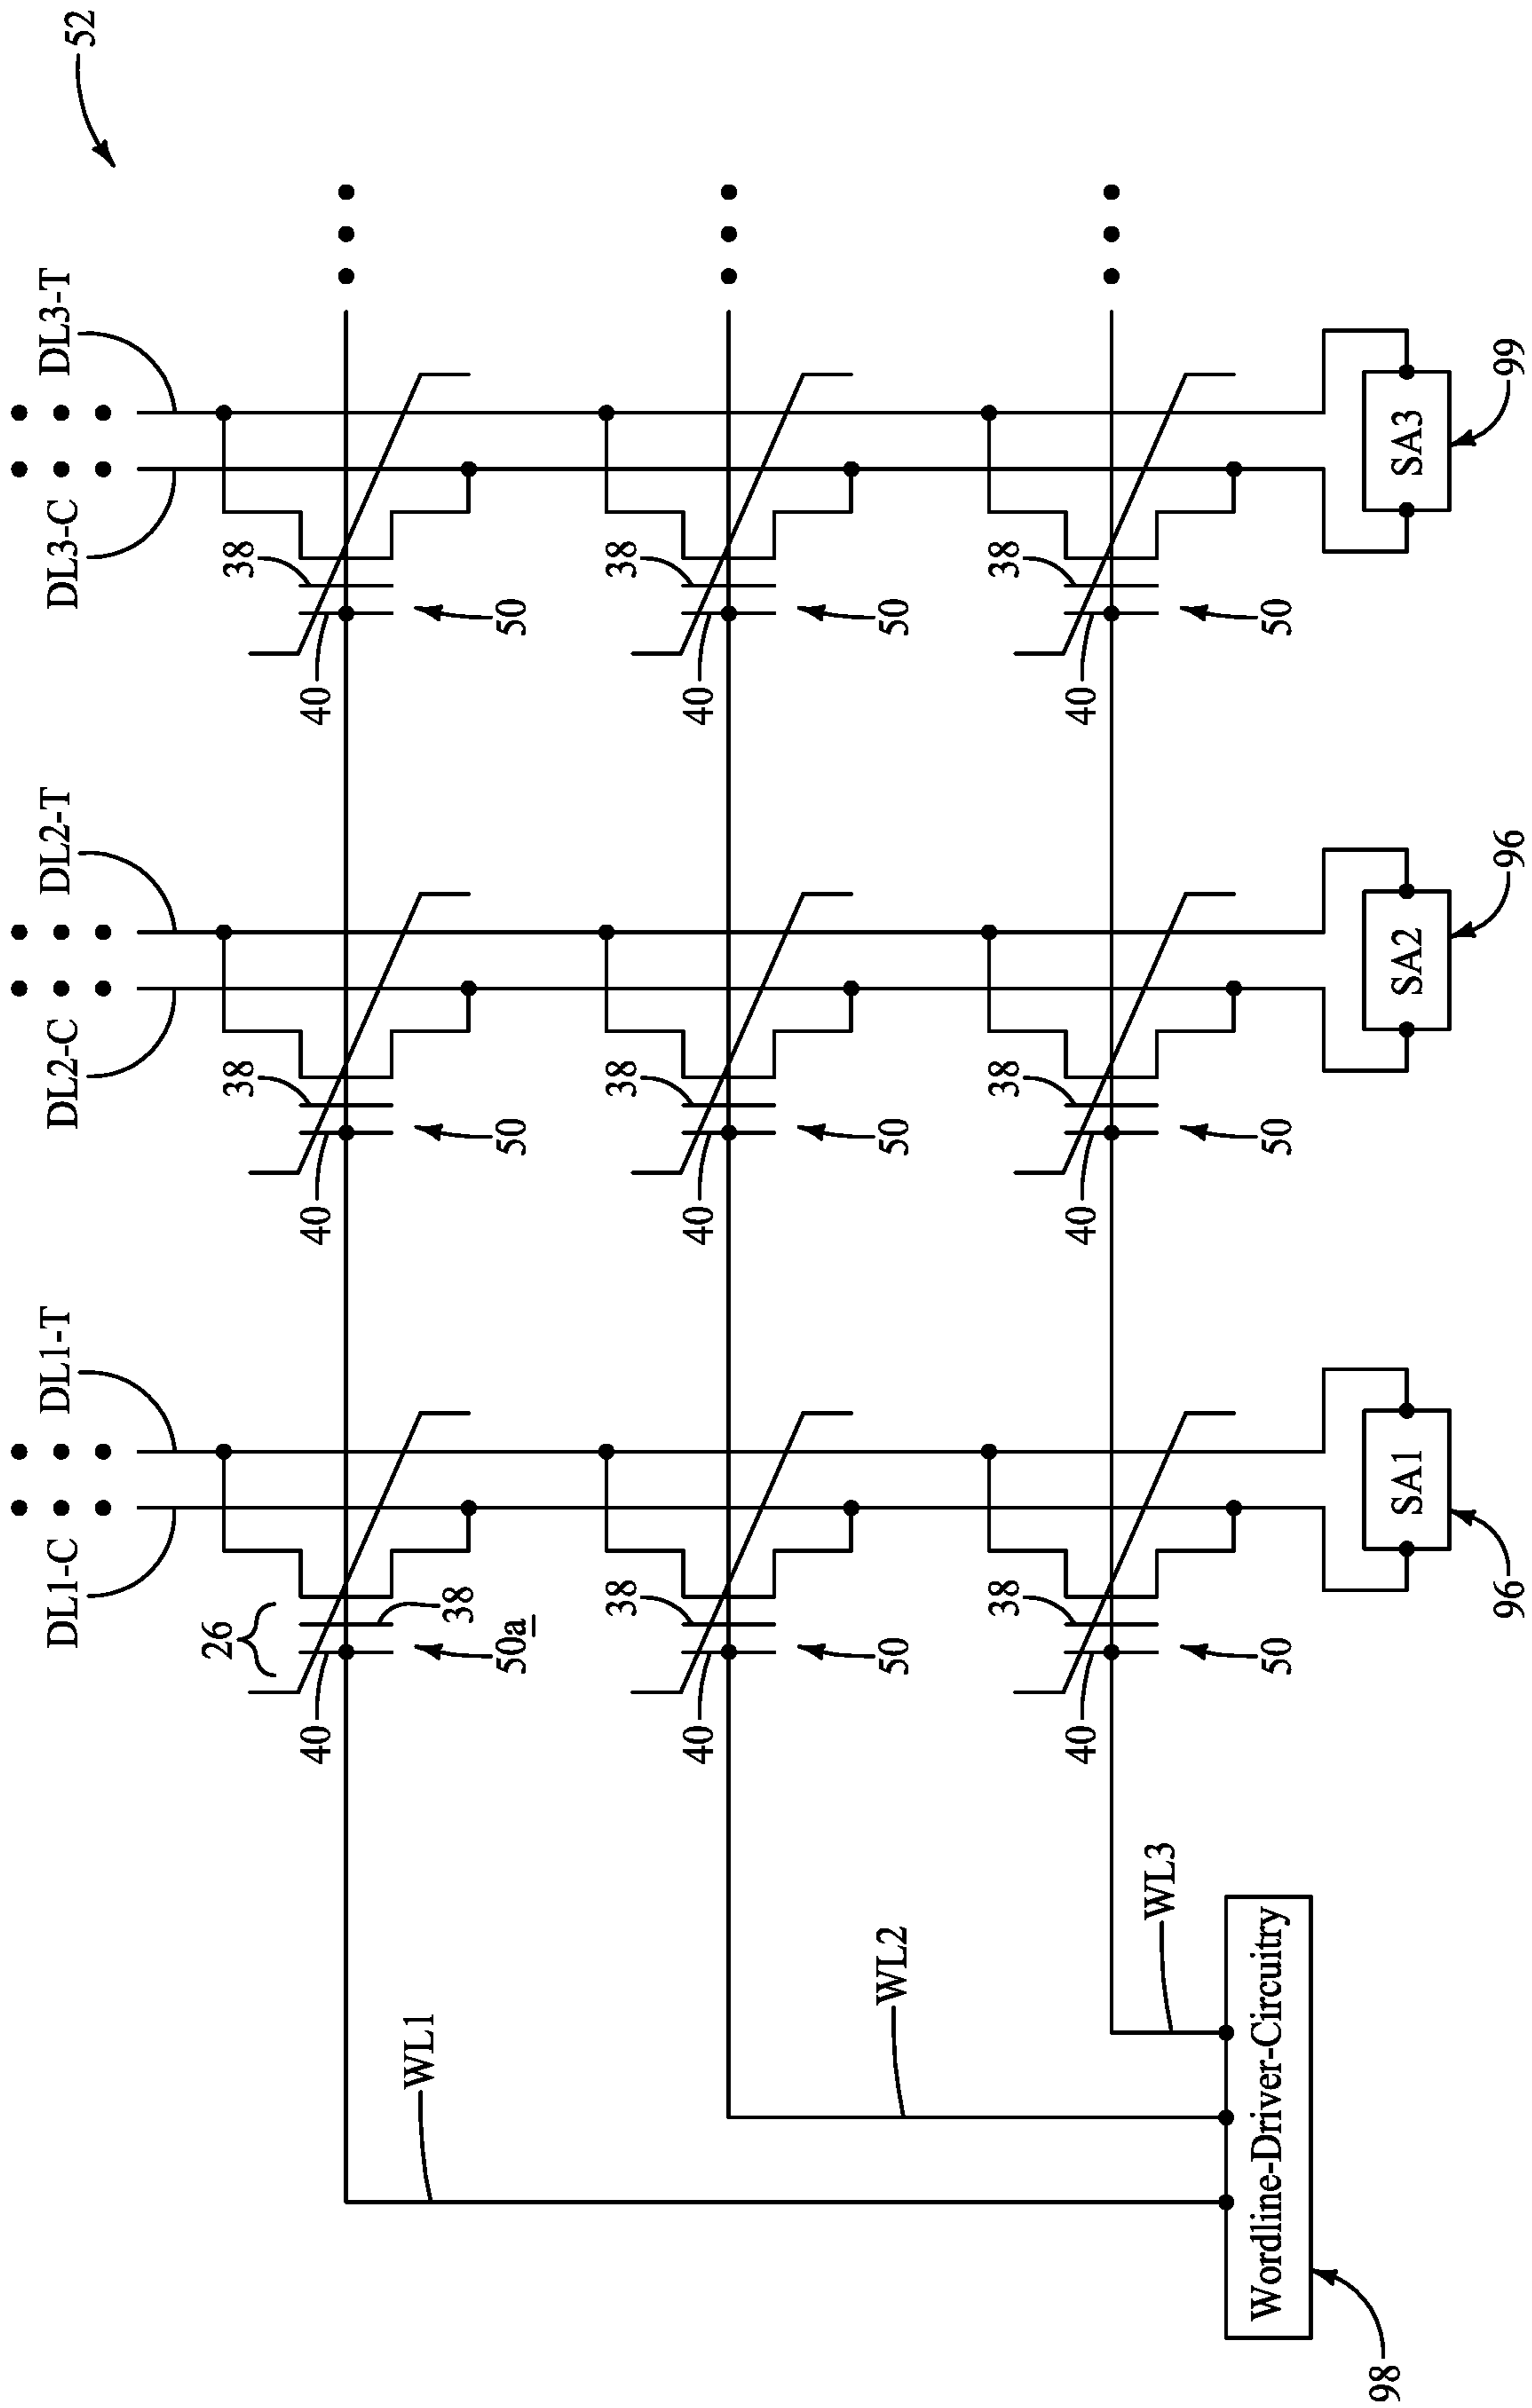 52
DL1-C
DL1-T
DL2-C
DL2-T
DL3-C
DL3-T
26
38
38
40
38
40
40
50a
50
50
WL1
38
38
38
40
40
40
50
50
50
WL2
38
38
38
40
40
40
50
50
50
WL3
Wordline-Driver-Circuitry
SA1
SA2
SA3
98
96
96
99